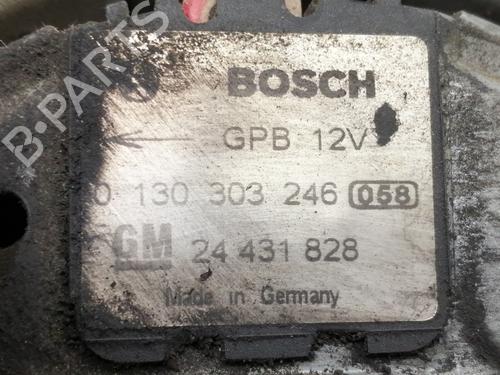 BOSCH
GPB 12V
0 130 303 246 058
GM 24 431 828
Made in Germany
B-PARTS